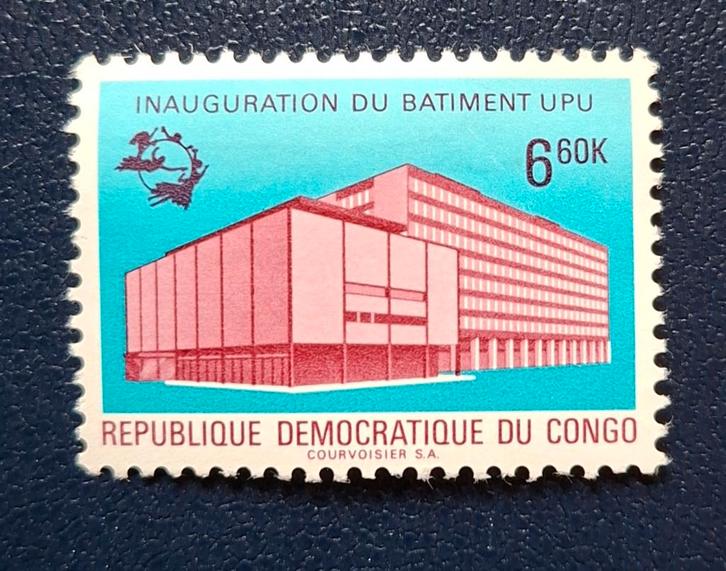 INAUGURATION DU BATIMENT UPU
6 60K
REPUBLIQUE DEMOCRATIQUE DU CONGO
COURVOISIER S.A.